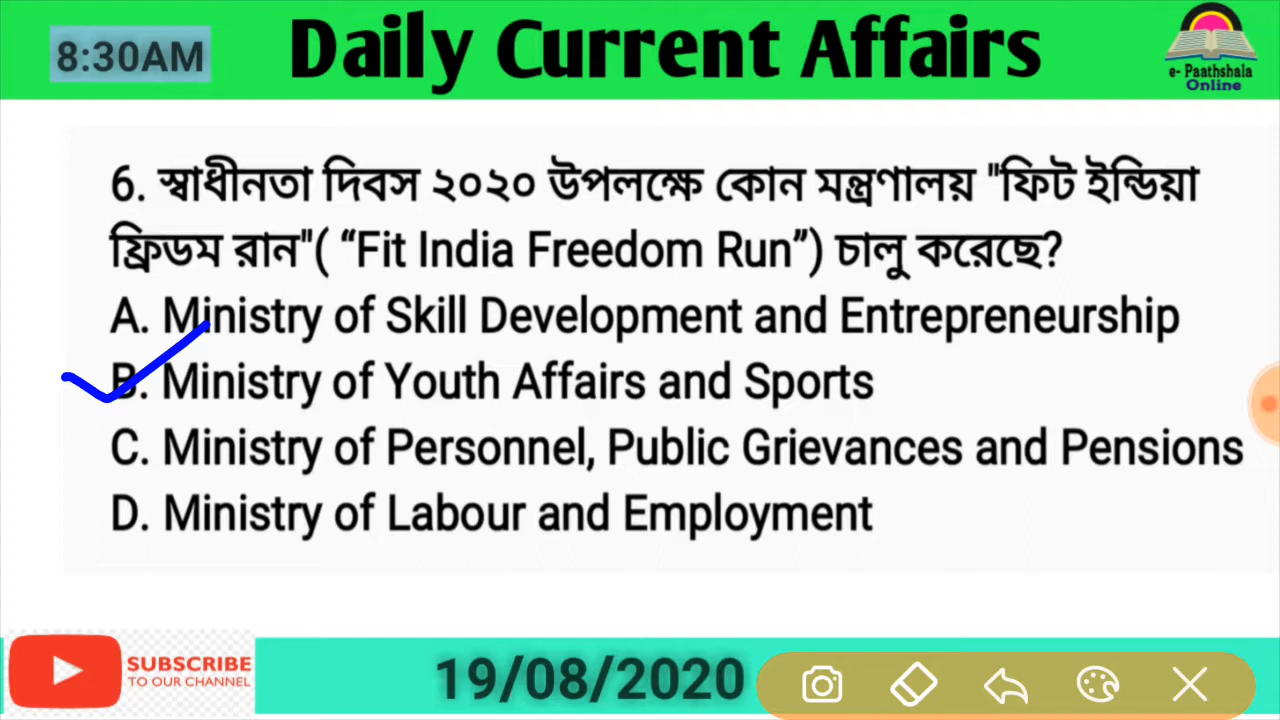 8:30AM
Daily Current Affairs
e- Paathshala
Online
6. স্বাধীনতা দিবস ২০২০ উপলক্ষে কোন মন্ত্রণালয় "ফিট ইন্ডিয়া
ফ্রিডম রান"( “Fit India Freedom Run”) চালু করেছে?
A. Ministry of Skill Development and Entrepreneurship
B. Ministry of Youth Affairs and Sports
C. Ministry of Personnel, Public Grievances and Pensions
D. Ministry of Labour and Employment
SUBSCRIBE
TO OUR CHANNEL
19/08/2020